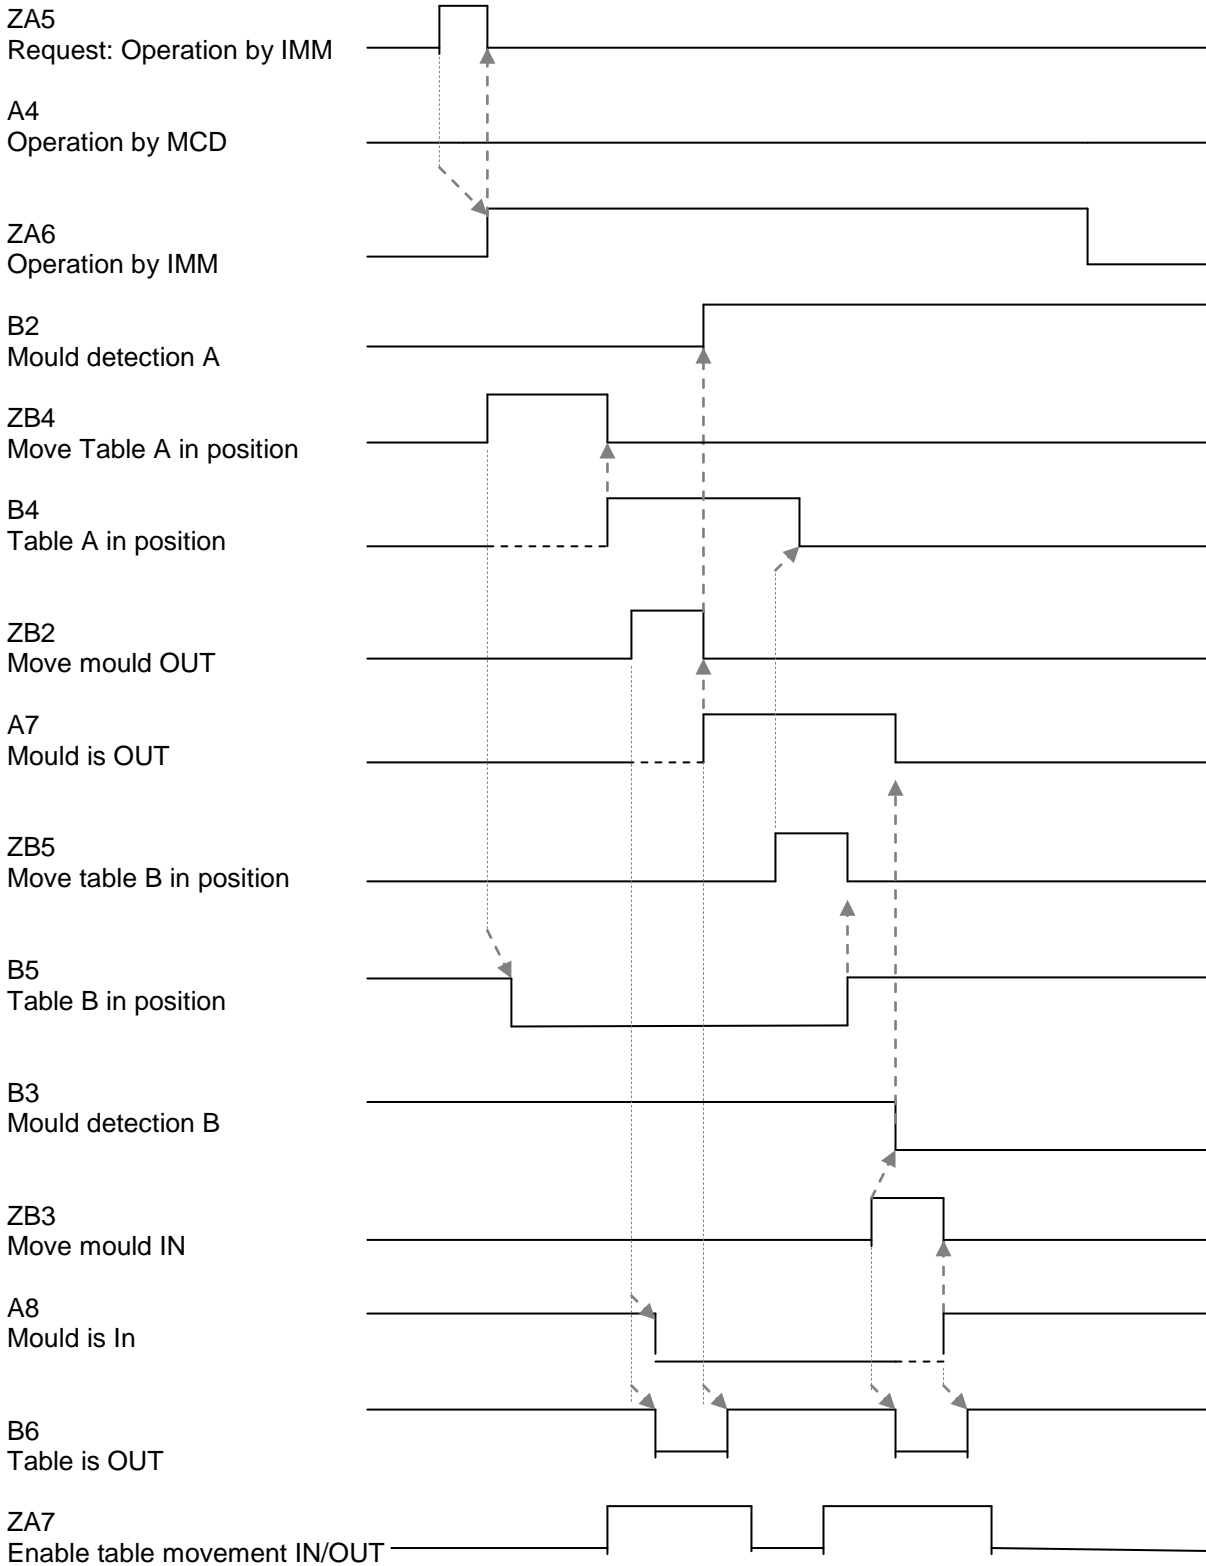 ZA5
Request: Operation by IMM
A4
Operation by MCD
ZA6
Operation by IMM
B2
Mould detection A
ZB4
Move Table A in position
B4
Table A in position
ZB2
Move mould OUT
A7
Mould is OUT
ZB5
Move table B in position
B5
Table B in position
B3
Mould detection B
ZB3
Move mould IN
A8
Mould is In
B6
Table is OUT
ZA7
Enable table movement IN/OUT